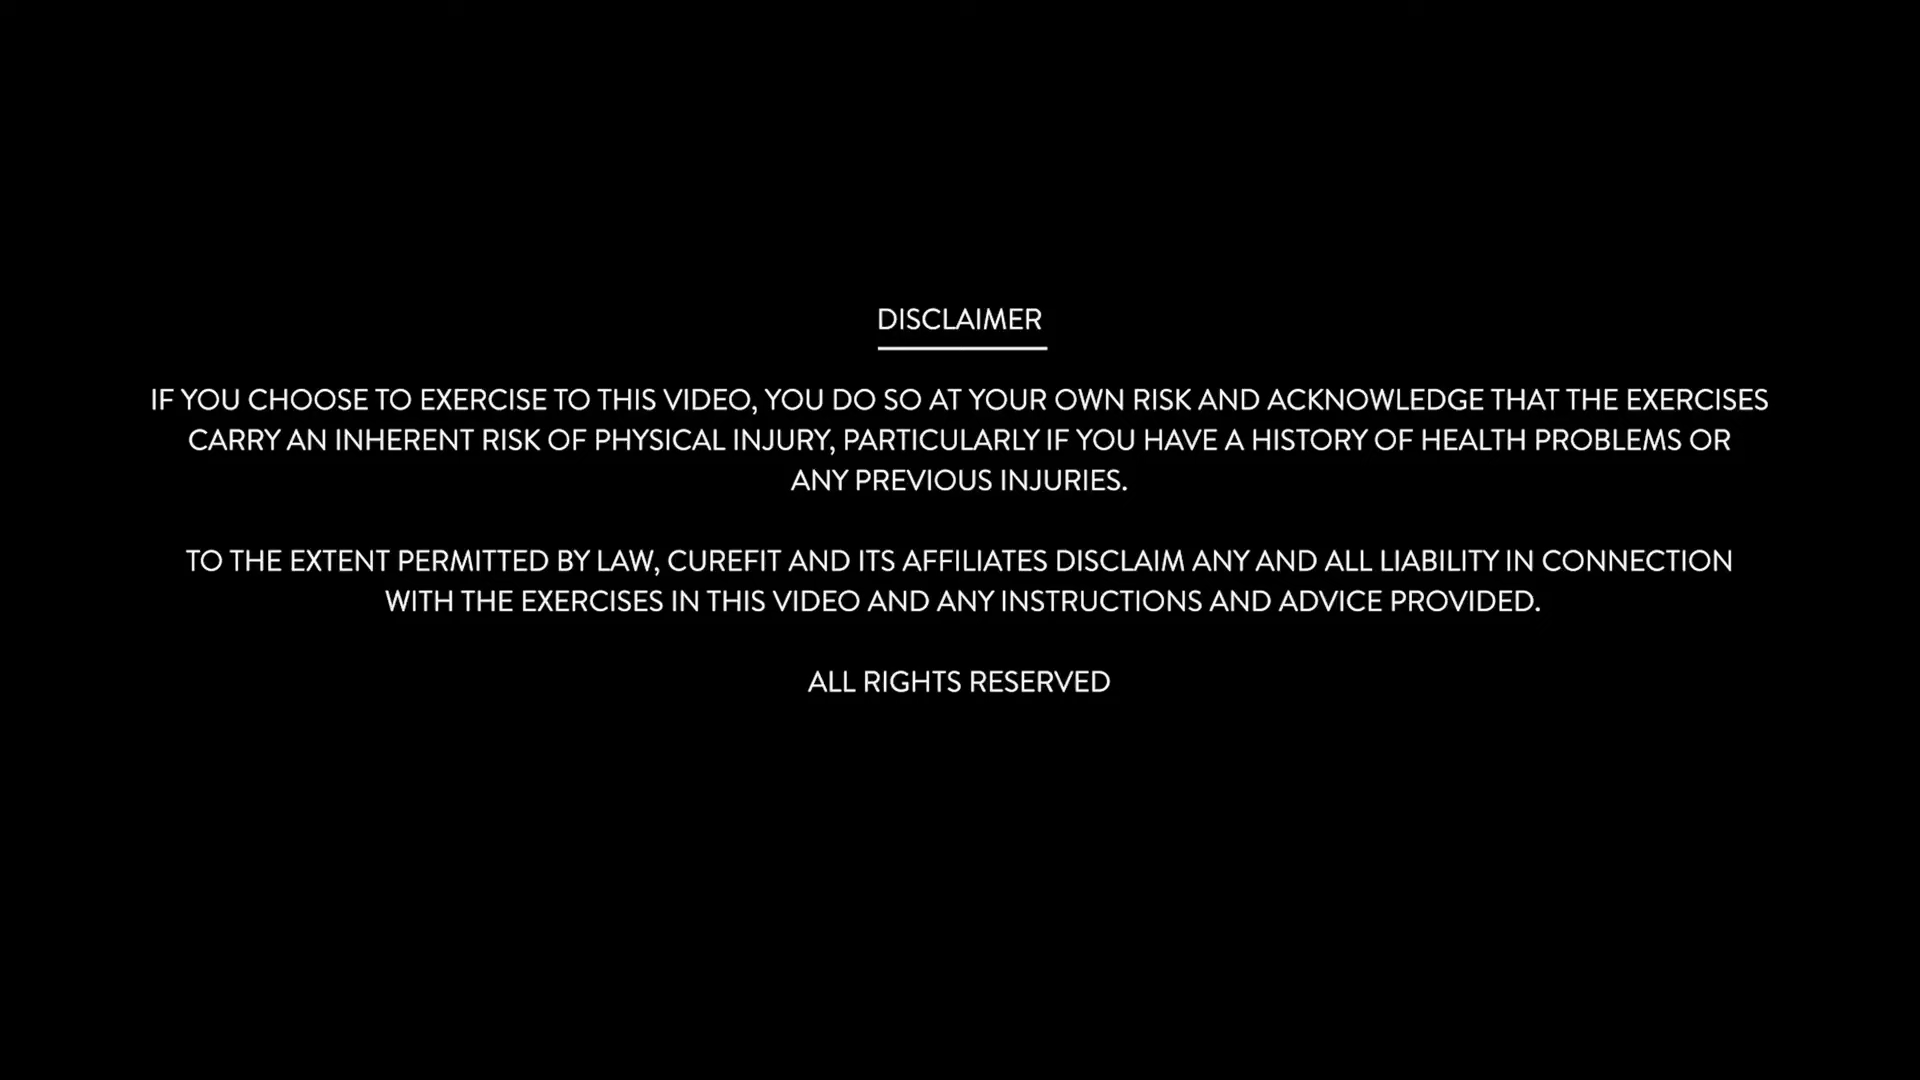 DISCLAIMER
IF YOU CHOOSE TO EXERCISE TO THIS VIDEO, YOU DO SO AT YOUR OWN RISK AND ACKNOWLEDGE THAT THE EXERCISES
CARRY AN INHERENT RISK OF PHYSICAL INJURY, PARTICULARLY IF YOU HAVE A HISTORY OF HEALTH PROBLEMS OR
ANY PREVIOUS INJURIES.
TO THE EXTENT PERMITTED BY LAW, CUREFIT AND ITS AFFILIATES DISCLAIM ANY AND ALL LIABILITY IN CONNECTION
WITH THE EXERCISES IN THIS VIDEO AND ANY INSTRUCTIONS AND ADVICE PROVIDED.
ALL RIGHTS RESERVED